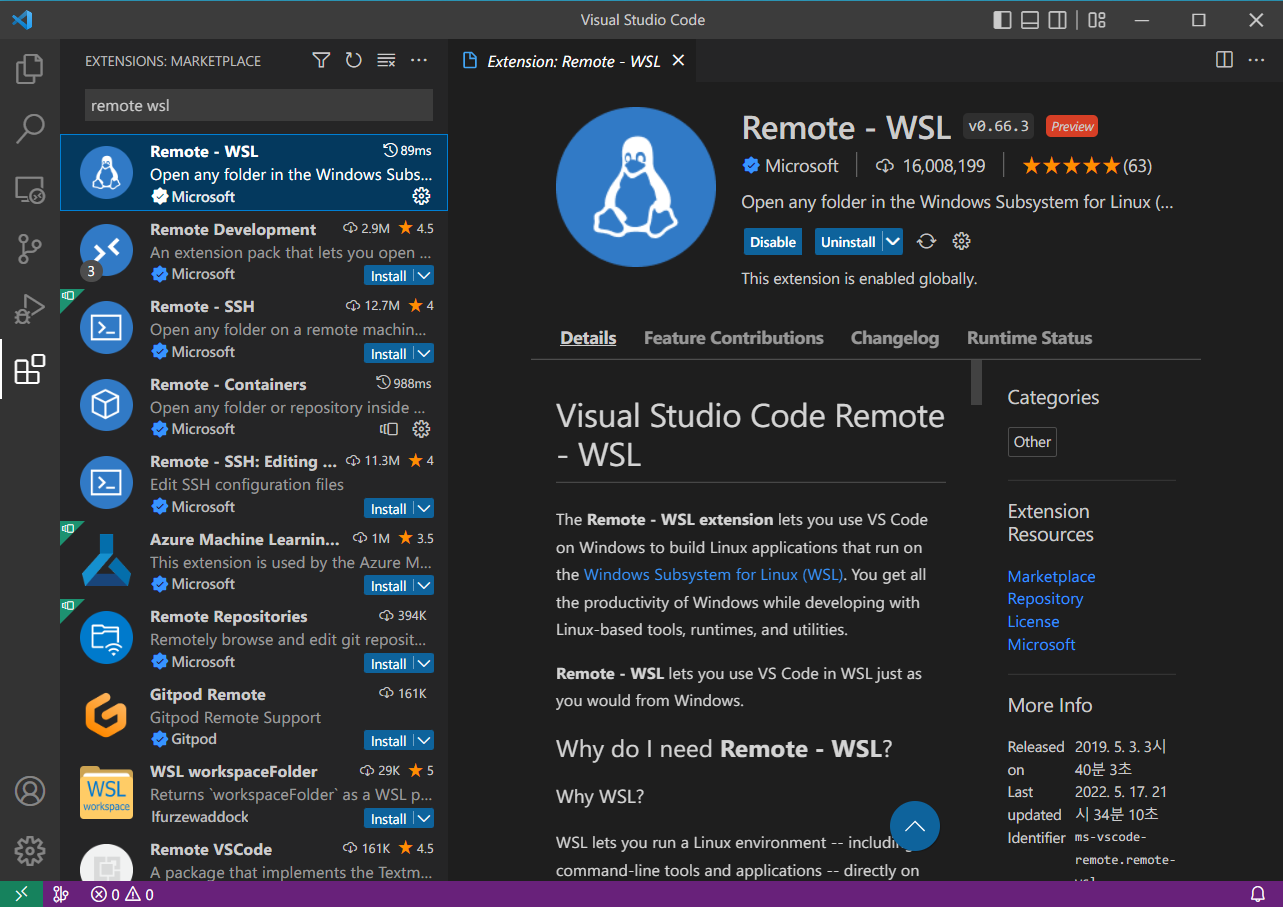 Visual Studio Code
EXTENSIONS: MARKETPLACE
remote wsl
Remote - WSL 89ms
Open any folder in the Windows Subs...
Microsoft
Remote Development 2.9M 4.5
An extension pack that lets you open ...
3 Microsoft Install
Remote - SSH 12.7M 4
Open any folder on a remote machin...
Microsoft Install
Remote - Containers 988ms
Open any folder or repository inside ...
Microsoft
Remote - SSH: Editing ... 11.3M 4
Edit SSH configuration files
Microsoft Install
Azure Machine Learnin... 1M 3.5
This extension is used by the Azure M...
Microsoft Install
Remote Repositories 394K
Remotely browse and edit git reposit...
Microsoft Install
Gitpod Remote 161K
Gitpod Remote Support
Gitpod Install
WSL workspaceFolder 29K 5
WSL
workspace
Returns `workspaceFolder` as a WSL p...
lfurzewaddock Install
Remote VSCode 161K 4.5
A package that implements the Textm...
Extension: Remote - WSL
Remote - WSL v0.66.3 Preview
Microsoft 16,008,199 (63)
Open any folder in the Windows Subsystem for Linux (...
Disable Uninstall
This extension is enabled globally.
Details Feature Contributions Changelog Runtime Status
Visual Studio Code Remote
- WSL
The Remote - WSL extension lets you use VS Code
on Windows to build Linux applications that run on
the Windows Subsystem for Linux (WSL). You get all
the productivity of Windows while developing with
Linux-based tools, runtimes, and utilities.
Remote - WSL lets you use VS Code in WSL just as
you would from Windows.
Why do I need Remote - WSL?
Why WSL?
WSL lets you run a Linux environment -- including
command-line tools and applications -- directly on
Categories
Other
Extension
Resources
Marketplace
Repository
License
Microsoft
More Info
Released 2019. 5. 3. 3시
on 40분 3초
Last 2022. 5. 17. 21
updated 시 34분 10초
Identifier ms-vscode-
remote.remote-
0 0